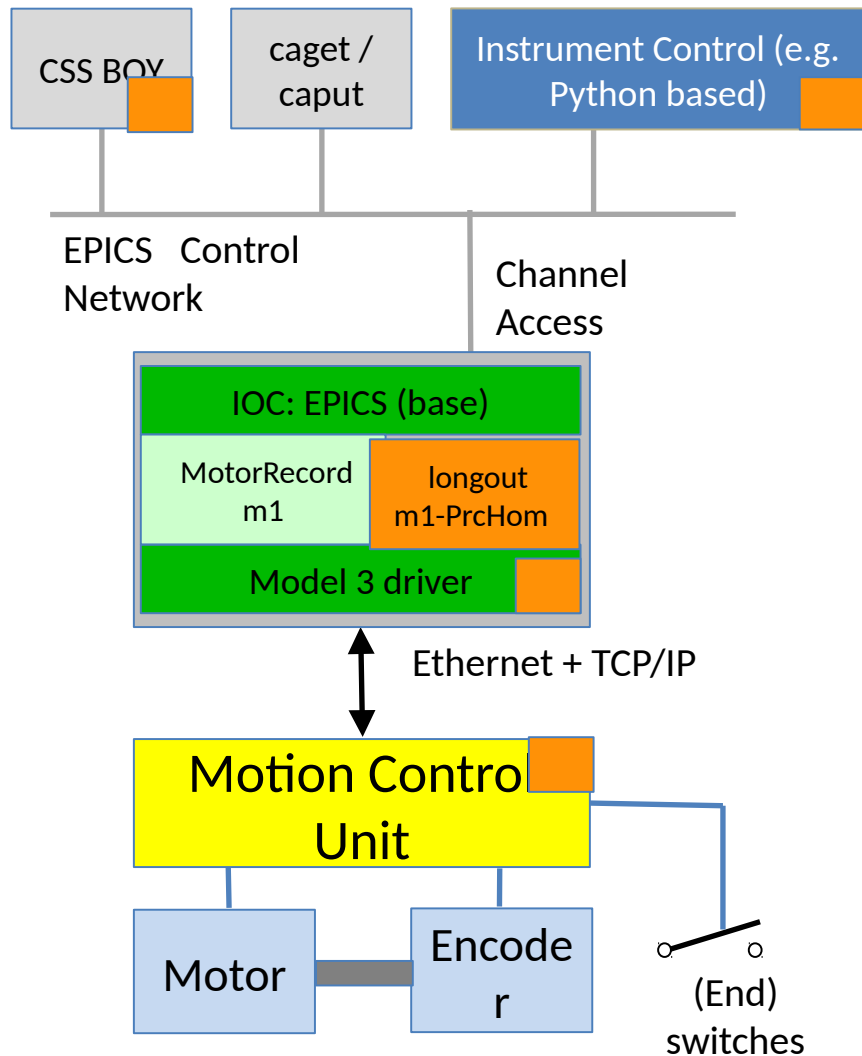 CSS BOY
caget /
caput
Instrument Control (e.g.
Python based)
EPICS   Control
Network
Channel
Access
IOC: EPICS (base)
MotorRecord
m1
longout
m1-PrcHom
Model 3 driver
Ethernet + TCP/IP
Motion Control
Unit
Motor
Encode
r
(End)
switches